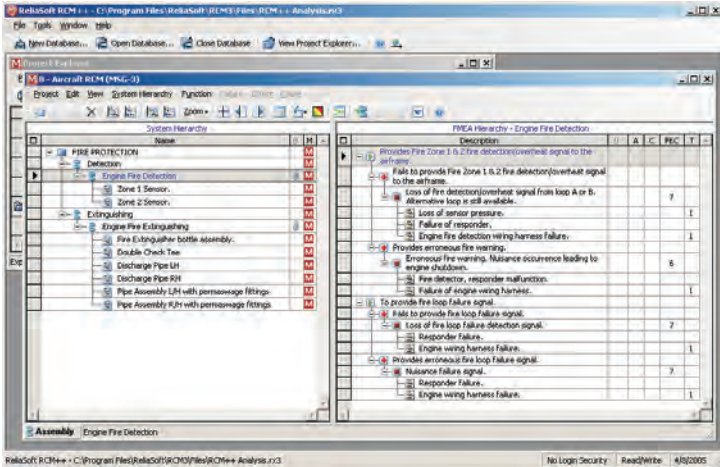 ReliaSoft RCM++ - C:\Program Files\ReliaSoft\RCM3\Files\RCM++ Analysis.rr3
File Tools Window Help
New Database... Open Database... Close Database View Project Explorer...
M8 - Aircraft RCM (MSG-3)
Project Edit View System Hierarchy Function
Zoom
System Hierarchy
Name M
FIRE PROTECTION M
Detection M
Engine Fire Detection M
Zone 1 Sensor. M
Zone 2 Sensor. M
Extinguishing M
Engine Fire Extinguishing M
Fire Extinguisher bottle assembly. M
Double Check Tee M
Discharge Pipe LH M
Discharge Pipe RH M
Pipe Assembly L/H with permaswage fittings M
Pipe Assembly R/H with permaswage fittings M
FMEA Hierarchy - Engine Fire Detection
Description A C FEC T
Provides Fire Zone 1 & 2 fire detection/overheat signal to the
airframe.
Fails to provide Fire Zone 1 & 2 fire detection/overheat signal
to the airframe.
Loss of fire detection/overheat signal from loop A or B.
Alternative loop is still available. 7
Loss of sensor pressure. 1
Failure of responder.
Engine fire detection wiring harness failure. 1
Provides erroneous fire warning.
Erroneous fire warning. Nuisance occurrence leading to
engine shutdown. 6
Fire detector, responder malfunction.
Failure of engine wiring harness. 1
To provide fire loop failure signal.
Fails to provide fire loop failure signal.
Loss of fire loop failure detection signal. 7
Responder Failure.
Engine wiring harness failure. 1
Provides erroneous fire loop failure signal.
Nuisance failure signal. 7
Responder Failure.
Engine wiring harness failure. 1
Assembly Engine Fire Detection
ReliaSoft RCM++ - C:\Program Files\ReliaSoft\RCM3\Files\RCM++ Analysis.rr3
No Login Security Read/Write 4/8/2005